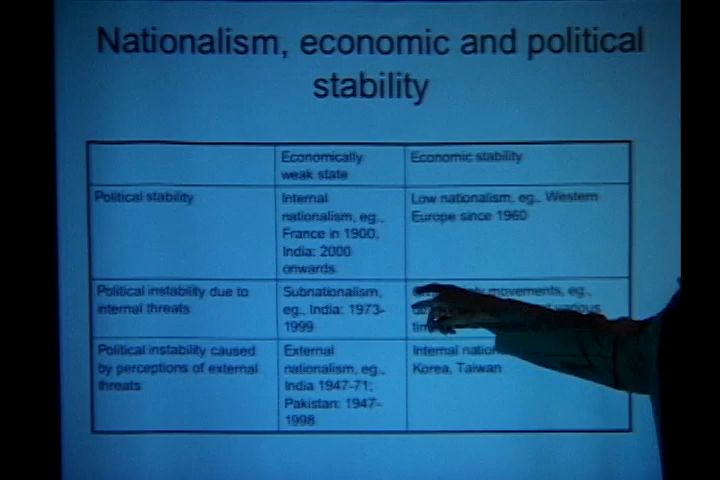 Nationalism, economic and political
stability
Economically
weak state
Economic stability
Political stability
Internal
nationalism, eg.,
France in 1900,
India: 2000
onwards
Low nationalism, eg., Western
Europe since 1960
Political instability due to
internal threats
Subnationalism,
eg., India: 1973-
1999
movements, eg.,
various
Political instability caused
by perceptions of external
threats
External
nationalism, eg.,
India 1947-71;
Pakistan: 1947-
1998
Internal
Korea, Taiwan